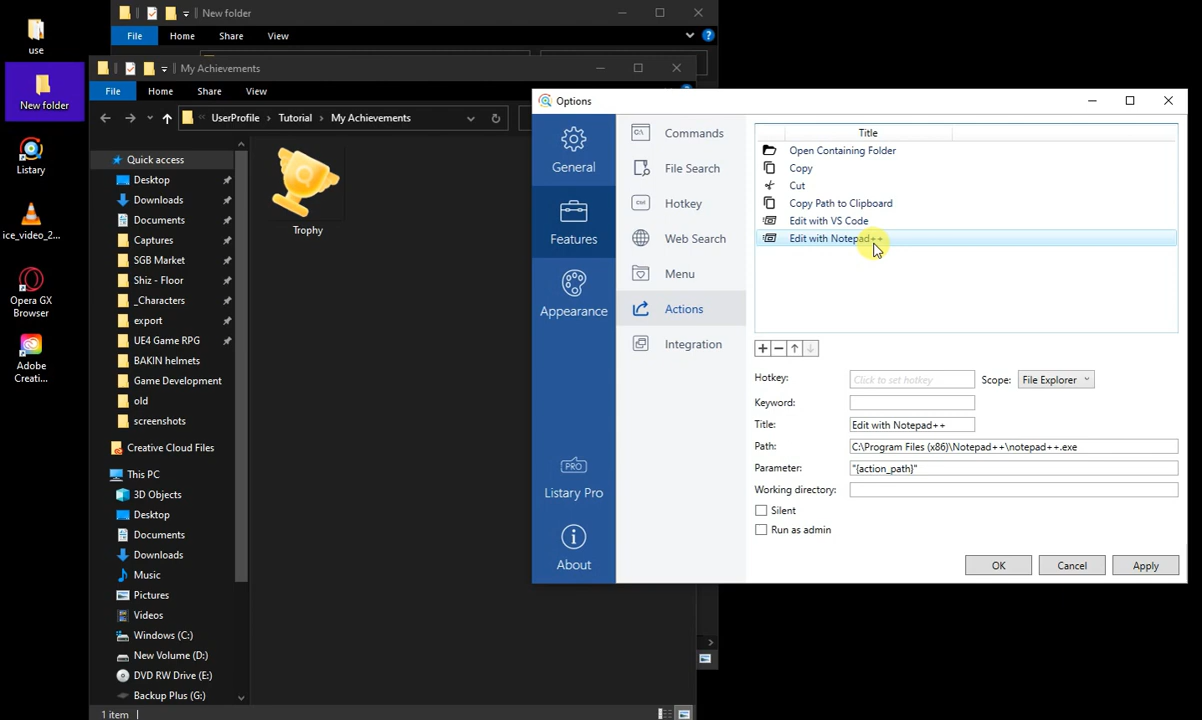 use
New folder
Listary
ice_video_2...
Opera GX
Browser
Adobe
Creati...
New folder
File Home Share View
My Achievements
File Home Share View
UserProfile Tutorial My Achievements
Quick access
Desktop
Downloads
Documents
Captures
SGB Market
Shiz - Floor
_Characters
export
UE4 Game RPG
BAKIN helmets
Game Development
old
screenshots
Creative Cloud Files
This PC
3D Objects
Desktop
Documents
Downloads
Music
Pictures
Videos
Windows (C:)
New Volume (D:)
DVD RW Drive (E:)
Backup Plus (G:)
1 item
Trophy
Options
General
Features
Appearance
PRO
Listary Pro
About
Commands
File Search
Ctrl
Hotkey
Web Search
Menu
Actions
Integration
Title
Open Containing Folder
Copy
Cut
Copy Path to Clipboard
Edit with VS Code
Edit with Notepad++
Hotkey: Click to set hotkey Scope: File Explorer
Keyword:
Title: Edit with Notepad++
Path: C:\Program Files (x86)\Notepad++\notepad++.exe
Parameter: "{action_path}"
Working directory:
Silent
Run as admin
OK Cancel Apply